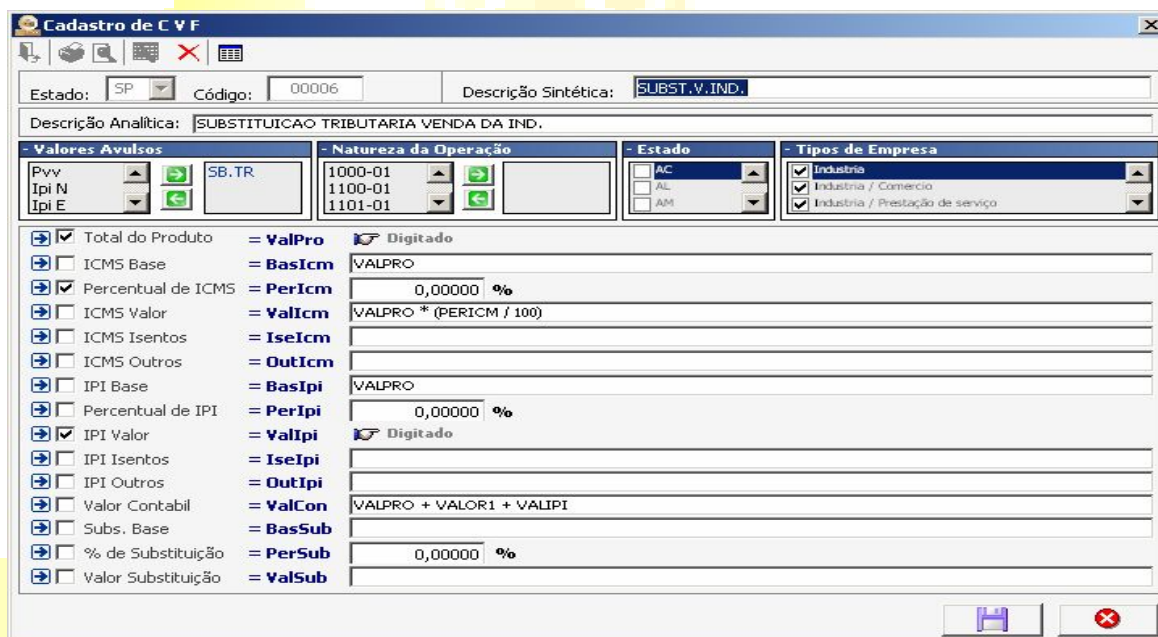 Cadastro de C V F
Estado: SP Código: 00006 Descrição Sintética: SUBST.V.IND.
Descrição Analítica: SUBSTITUICAO TRIBUTARIA VENDA DA IND.
- Valores Avulsos - Natureza da Operação - Estado - Tipos de Empresa
Pvv SB.TR 1000-01 AC Industria
Ipi N 1100-01 AL Industria / Comercio
Ipi E 1101-01 AM Industria / Prestação de serviço
Total do Produto = ValPro Digitado
ICMS Base = BasIcm VALPRO
Percentual de ICMS = PerIcm 0,00000 %
ICMS Valor = ValIcm VALPRO * (PERICM / 100)
ICMS Isentos = IseIcm
ICMS Outros = OutIcm
IPI Base = BasIpi VALPRO
Percentual de IPI = PerIpi 0,00000 %
IPI Valor = ValIpi Digitado
IPI Isentos = IseIpi
IPI Outros = OutIpi
Valor Contabil = ValCon VALPRO + VALOR1 + VALIPI
Subs. Base = BasSub
% de Substituição = PerSub 0,00000 %
Valor Substituição = ValSub